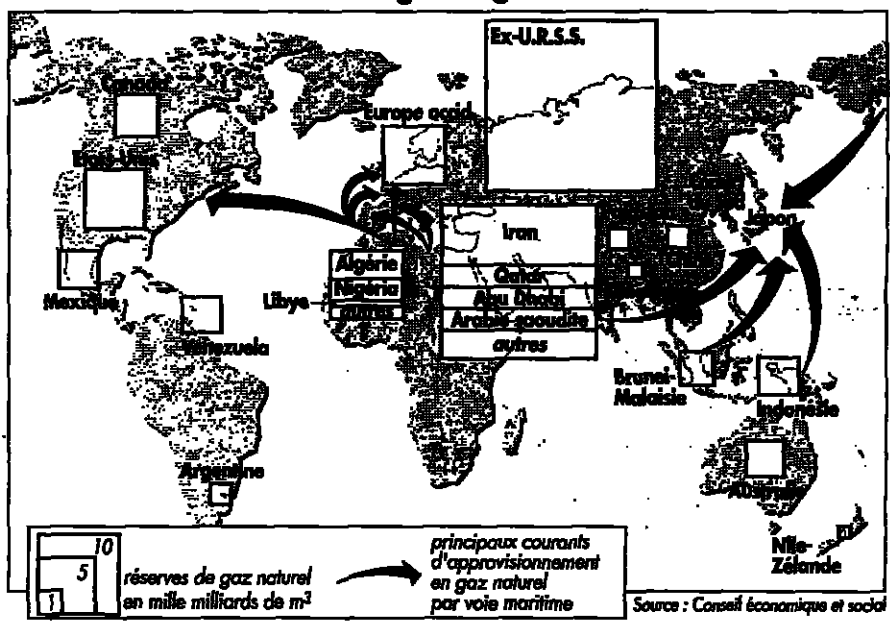 Ex-U.R.S.S.
Canada
Europe occid.
États-Unis
Japon
Iran
Algérie
Qatar
Mexique
Nigéria
Abu Dhabi
Libye
autres
Arabie saoudite
Venezuela
autres
Brunei-
Malaisie
Indonésie
Argentine
Australie
10
5
1
réserves de gaz naturel
en mille milliards de m³
principaux courants
d'approvisionnement
en gaz naturel
par voie maritime
Nlle-
Zélande
Source : Conseil économique et social